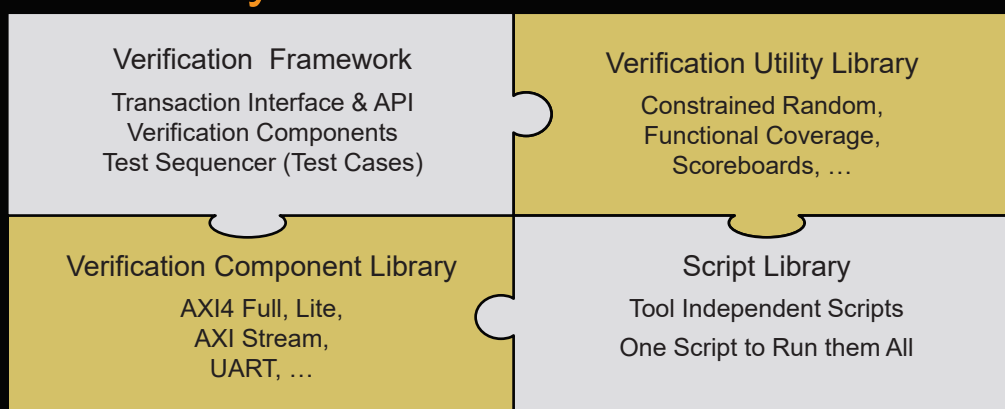 Verification Framework
Transaction Interface & API
Verification Components
Test Sequencer (Test Cases)
Verification Utility Library
Constrained Random,
Functional Coverage,
Scoreboards, …
Verification Component Library
AXI4 Full, Lite,
AXI Stream,
UART, …
Script Library
Tool Independent Scripts
One Script to Run them All